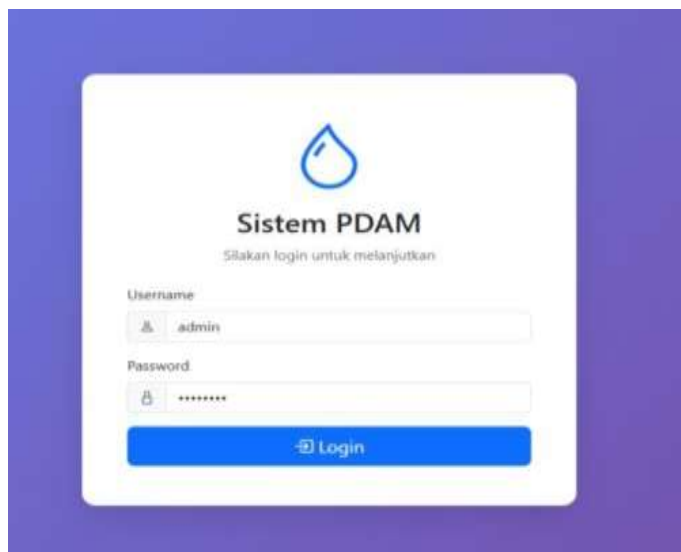 Sistem PDAM
Silakan login untuk melanjutkan
Username
admin
Password
••••••••
Login